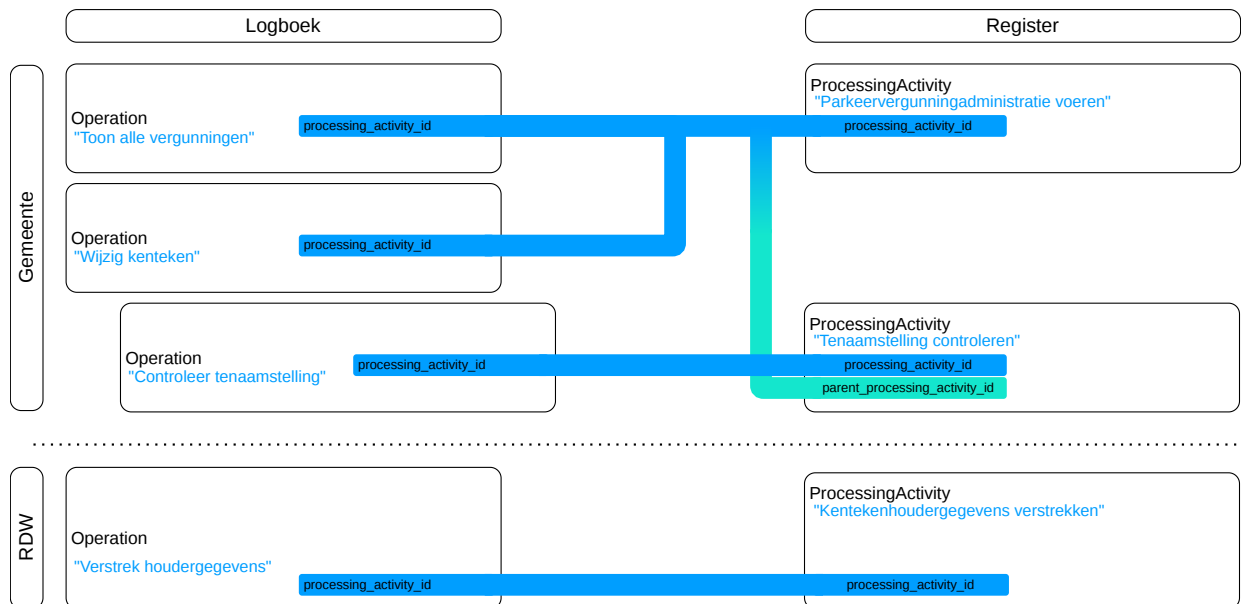 Logboek
Register
Gemeente
Operation
"Toon alle vergunningen"
processing_activity_id
ProcessingActivity
"Parkeervergunningadministratie voeren"
processing_activity_id
Operation
"Wijzig kenteken"
processing_activity_id
Operation
"Controleer tenaamstelling"
processing_activity_id
ProcessingActivity
"Tenaamstelling controleren"
processing_activity_id
parent_processing_activity_id
RDW
Operation
"Verstrek houdergegevens"
processing_activity_id
ProcessingActivity
"Kentekenhoudergegevens verstrekken"
processing_activity_id